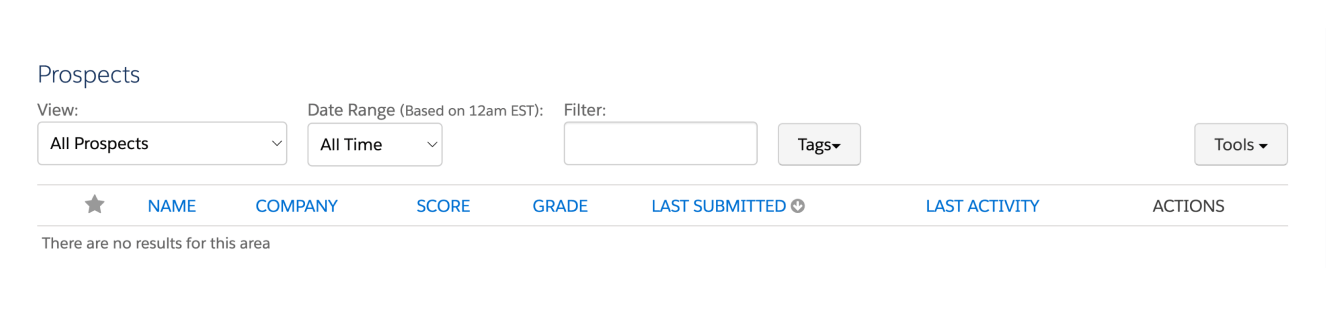 Prospects
View: Date Range (Based on 12am EST): Filter:
All Prospects All Time Tags Tools
NAME COMPANY SCORE GRADE LAST SUBMITTED LAST ACTIVITY ACTIONS
There are no results for this area